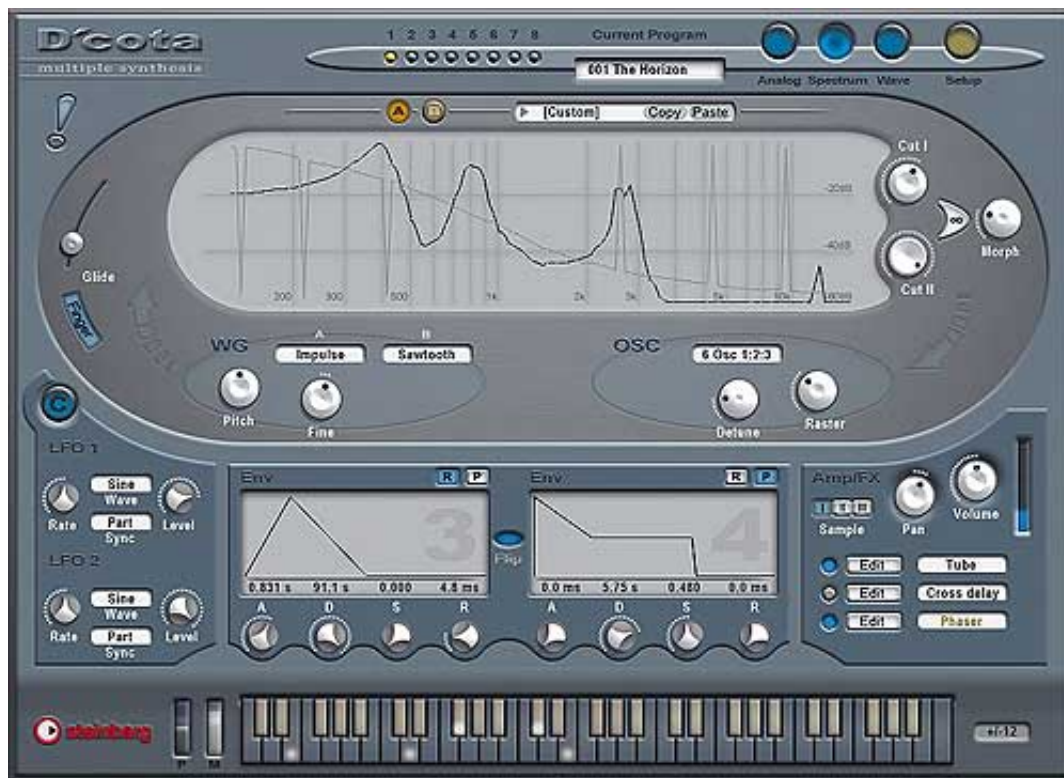 D'cota
multiple synthesis
1 2 3 4 5 6 7 8
Current Program
001 The Horizon
Analog Spectrum Wave Setup
A B
[Custom] Copy Paste
Cut I
-20dB
-40dB
-60dB
200 300 500 1k 2k 3k 5k 10k
Cut II
∞
Morph
Glide
Finger
WG
A B
Impulse Sawtooth
Pitch Fine
OSC
6 Osc 1:2:3
Detune Raster
C
LFO 1
Rate
Sine
Wave
Part
Sync
Level
LFO 2
Rate
Sine
Wave
Part
Sync
Level
Env R P
3
0.831 s 91.1 s 0.000 4.8 ms
A D S R
Flip
Env R P
4
0.0 ms 5.75 s 0.480 0.0 ms
A D S R
Amp/FX
Sample
Pan
Volume
Edit Tube
Edit Cross delay
Edit Phaser
steinberg
P M
+/-12